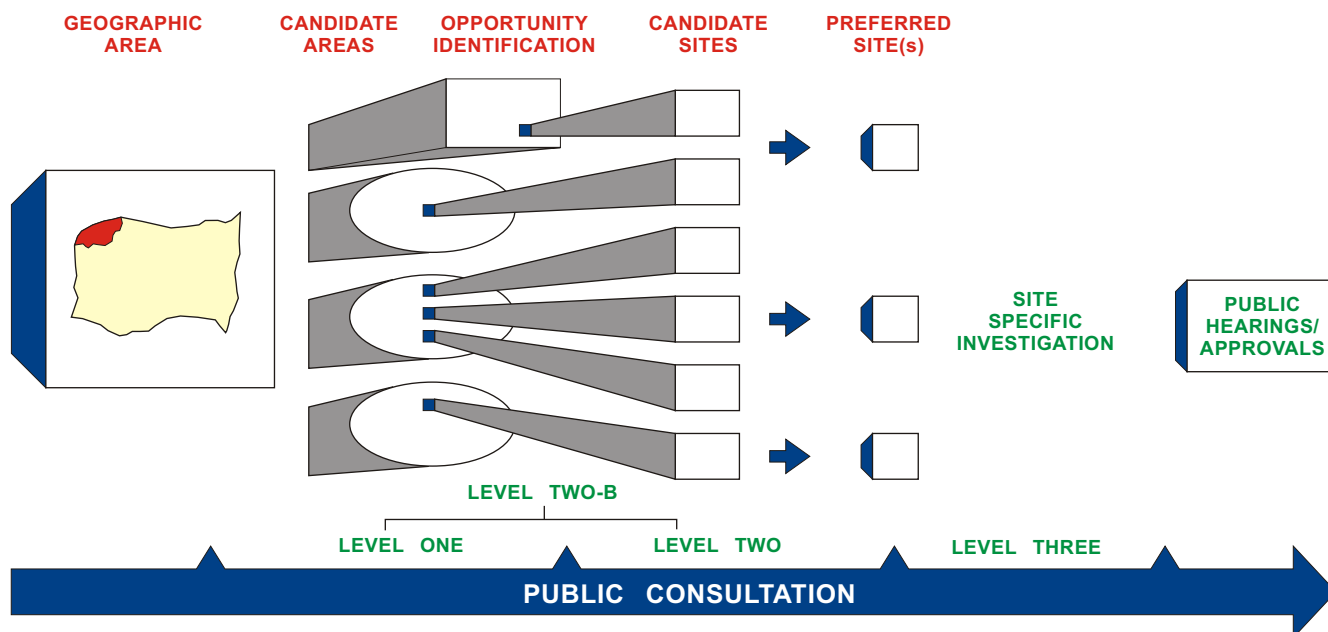 GEOGRAPHIC
AREA
CANDIDATE
AREAS
OPPORTUNITY
IDENTIFICATION
CANDIDATE
SITES
PREFERRED
SITE(s)
SITE
SPECIFIC
INVESTIGATION
PUBLIC
HEARINGS/
APPROVALS
LEVEL TWO-B
LEVEL ONE
LEVEL TWO
LEVEL THREE
PUBLIC CONSULTATION